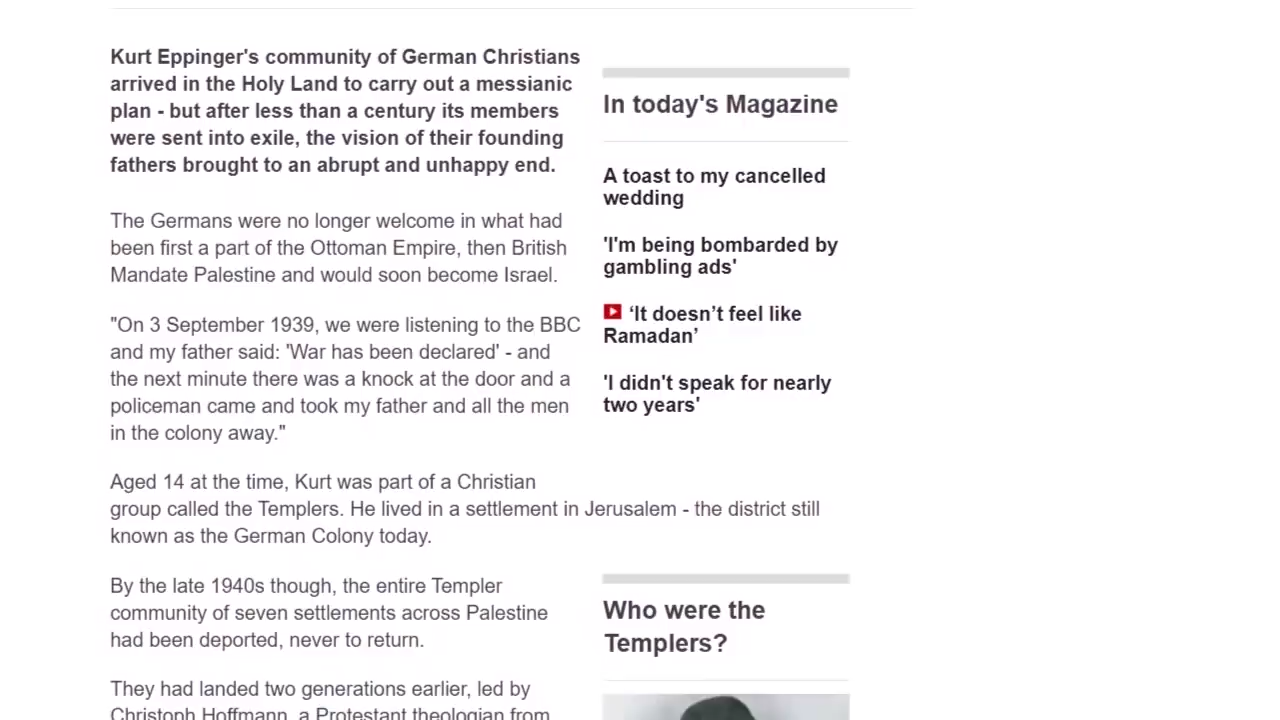 Kurt Eppinger's community of German Christians
arrived in the Holy Land to carry out a messianic
plan - but after less than a century its members
were sent into exile, the vision of their founding
fathers brought to an abrupt and unhappy end.
The Germans were no longer welcome in what had
been first a part of the Ottoman Empire, then British
Mandate Palestine and would soon become Israel.
"On 3 September 1939, we were listening to the BBC
and my father said: 'War has been declared' - and
the next minute there was a knock at the door and a
policeman came and took my father and all the men
in the colony away."
Aged 14 at the time, Kurt was part of a Christian
group called the Templers. He lived in a settlement in Jerusalem - the district still
known as the German Colony today.
By the late 1940s though, the entire Templer
community of seven settlements across Palestine
had been deported, never to return.
They had landed two generations earlier, led by
Christoph Hoffmann, a Protestant theologian from
In today's Magazine
A toast to my cancelled
wedding
'I'm being bombarded by
gambling ads'
‘It doesn’t feel like
Ramadan’
'I didn't speak for nearly
two years'
Who were the
Templers?